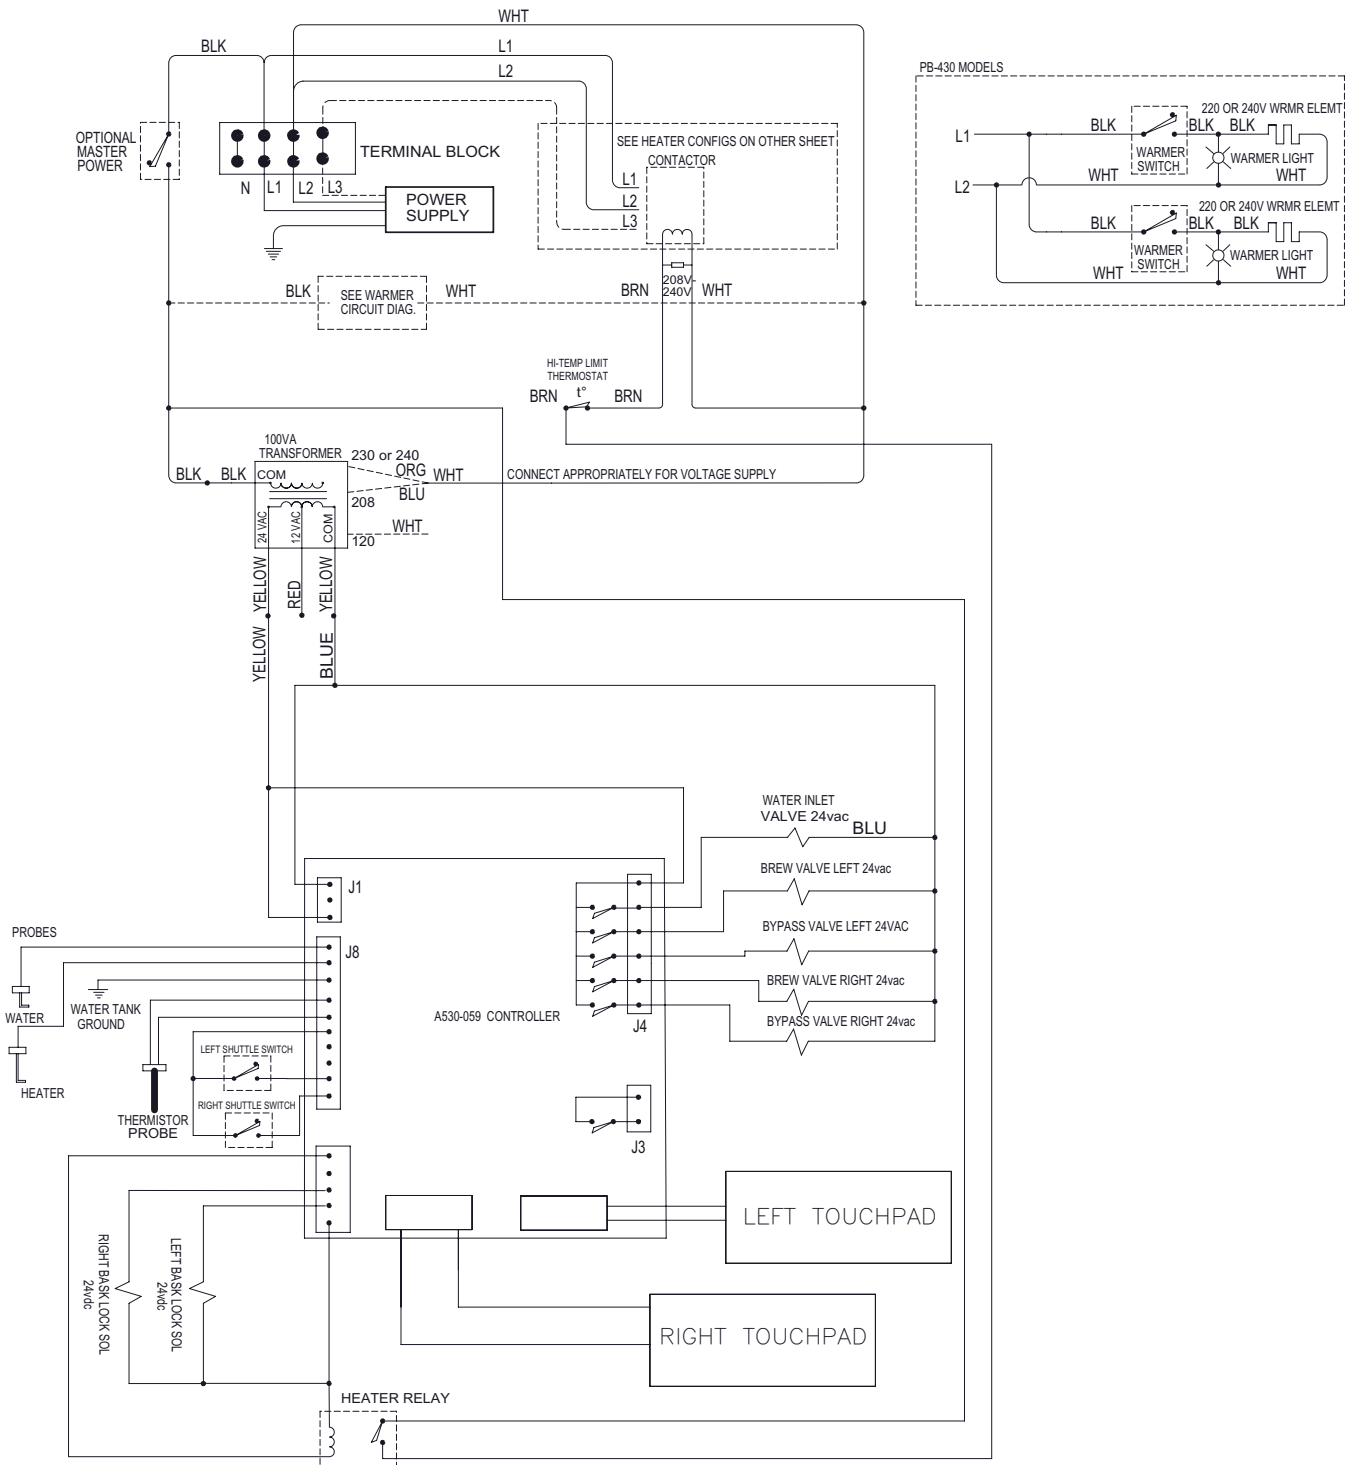 WHT
BLK
L1
L2
OPTIONAL
MASTER
POWER
TERMINAL BLOCK
N
L1
L2
L3
POWER
SUPPLY
SEE HEATER CONFIGS ON OTHER SHEET
CONTACTOR
L1
L2
L3
BLK
SEE WARMER
CIRCUIT DIAG.
WHT
BRN
208V-
240V
WHT
HI-TEMP LIMIT
THERMOSTAT
t°
BRN
BRN
PB-430 MODELS
220 OR 240V WRMR ELEMT
L1
BLK
BLK
BLK
WARMER
SWITCH
WARMER LIGHT
L2
WHT
WHT
220 OR 240V WRMR ELEMT
BLK
BLK
BLK
WARMER
SWITCH
WARMER LIGHT
WHT
WHT
100VA
TRANSFORMER
230 or 240
BLK
BLK
COM
ORG
WHT
CONNECT APPROPRIATELY FOR VOLTAGE SUPPLY
BLU
208
24 VAC
12 VAC
COM
WHT
120
YELLOW
RED
YELLOW
YELLOW
BLUE
WATER INLET
VALVE 24vac
BLU
BREW VALVE LEFT 24vac
BYPASS VALVE LEFT 24VAC
BREW VALVE RIGHT 24vac
BYPASS VALVE RIGHT 24vac
J1
J8
PROBES
WATER
WATER TANK
GROUND
HEATER
A530-059 CONTROLLER
J4
LEFT SHUTTLE SWITCH
RIGHT SHUTTLE SWITCH
THERMISTOR
PROBE
J3
LEFT TOUCHPAD
RIGHT TOUCHPAD
RIGHT BASK LOCK SOL
24vdc
LEFT BASK LOCK SOL
24vdc
HEATER RELAY